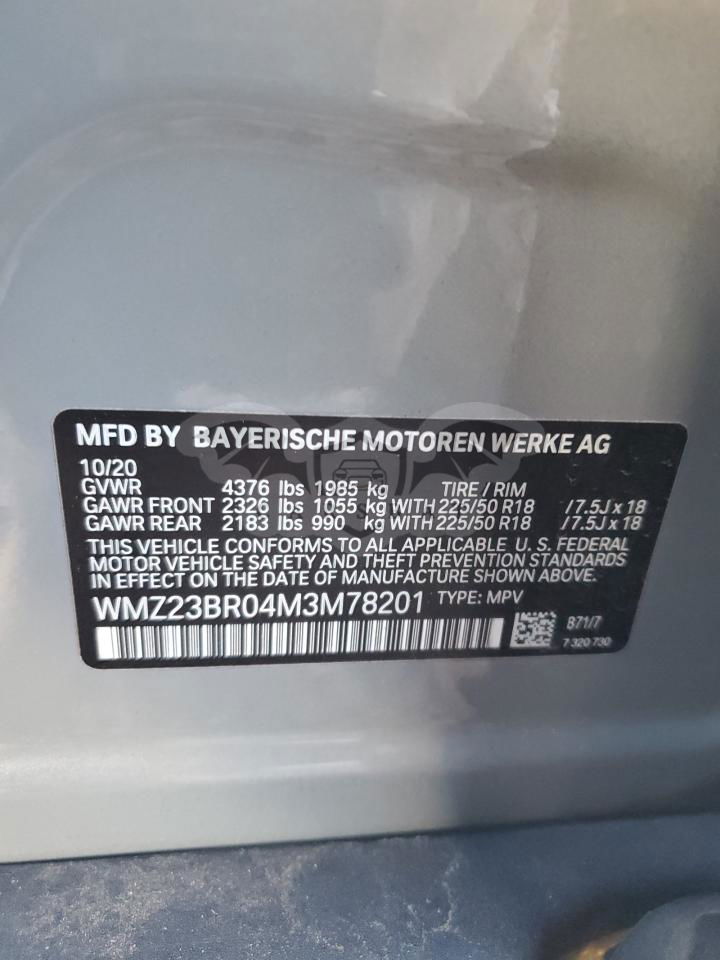 MFD BY BAYERISCHE MOTOREN WERKE AG
10/20
GVWR 4376 lbs 1985 kg TIRE / RIM
GAWR FRONT 2326 lbs 1055 kg WITH 225/50 R18 / 7.5J x 18
GAWR REAR 2183 lbs 990 kg WITH 225/50 R18 / 7.5J x 18
THIS VEHICLE CONFORMS TO ALL APPLICABLE U. S. FEDERAL
MOTOR VEHICLE SAFETY AND THEFT PREVENTION STANDARDS
IN EFFECT ON THE DATE OF MANUFACTURE SHOWN ABOVE.
WMZ23BR04M3M78201 TYPE: MPV
B71/7
7 320 730